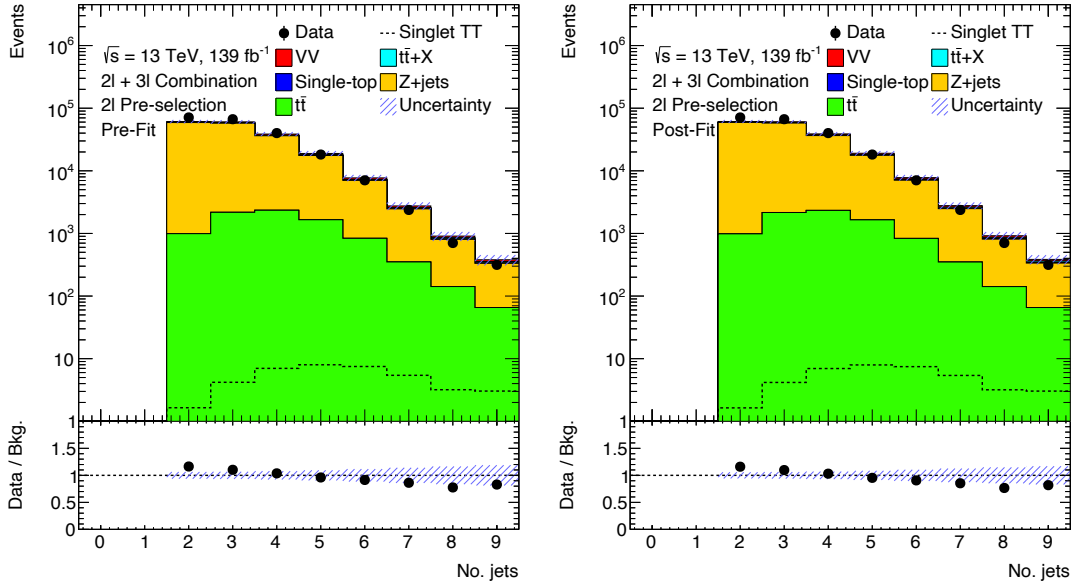 Events
10⁶
10⁵
10⁴
10³
10²
10
1
√s = 13 TeV, 139 fb⁻¹
2l + 3l Combination
2l Pre-selection
Pre-Fit
Data
VV
Single-top
tt̄
Singlet TT
tt̄+X
Z+jets
Uncertainty
Data / Bkg.
1.5
1
0.5
0
0 1 2 3 4 5 6 7 8 9
No. jets
Events
10⁶
10⁵
10⁴
10³
10²
10
1
√s = 13 TeV, 139 fb⁻¹
2l + 3l Combination
2l Pre-selection
Post-Fit
Data
VV
Single-top
tt̄
Singlet TT
tt̄+X
Z+jets
Uncertainty
Data / Bkg.
1.5
1
0.5
0
0 1 2 3 4 5 6 7 8 9
No. jets